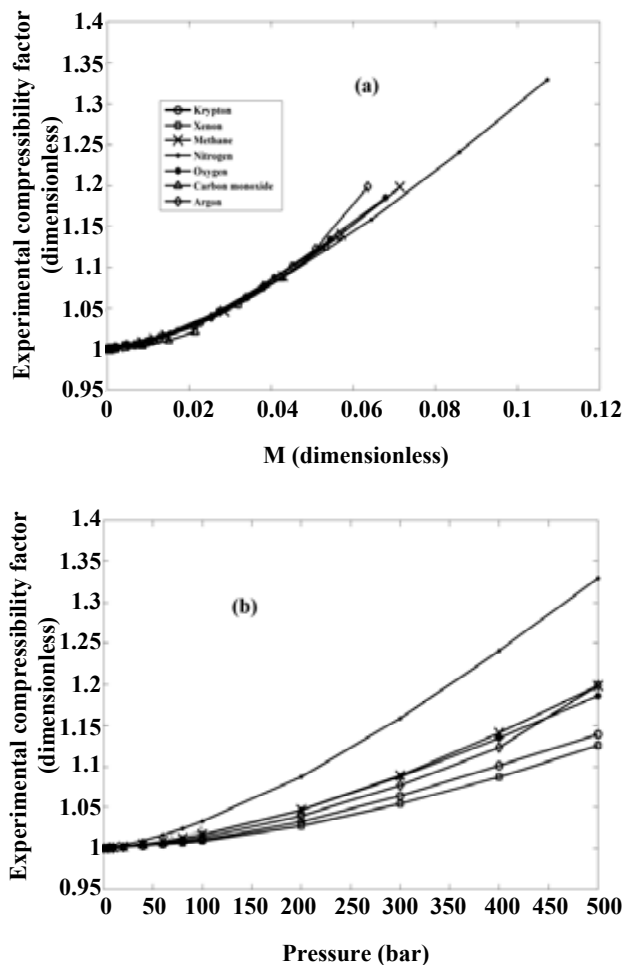 1.4
1.35
1.3
1.25
1.2
1.15
1.1
1.05
1
0.95
Experimental compressibility factor
(dimensionless)
(a)
Krypton
Xenon
Methane
Nitrogen
Oxygen
Carbon monoxide
Argon
0 0.02 0.04 0.06 0.08 0.1 0.12
M (dimensionless)
1.4
1.35
1.3
1.25
1.2
1.15
1.1
1.05
1
0.95
Experimental compressibility factor
(dimensionless)
(b)
0 50 100 150 200 250 300 350 400 450 500
Pressure (bar)